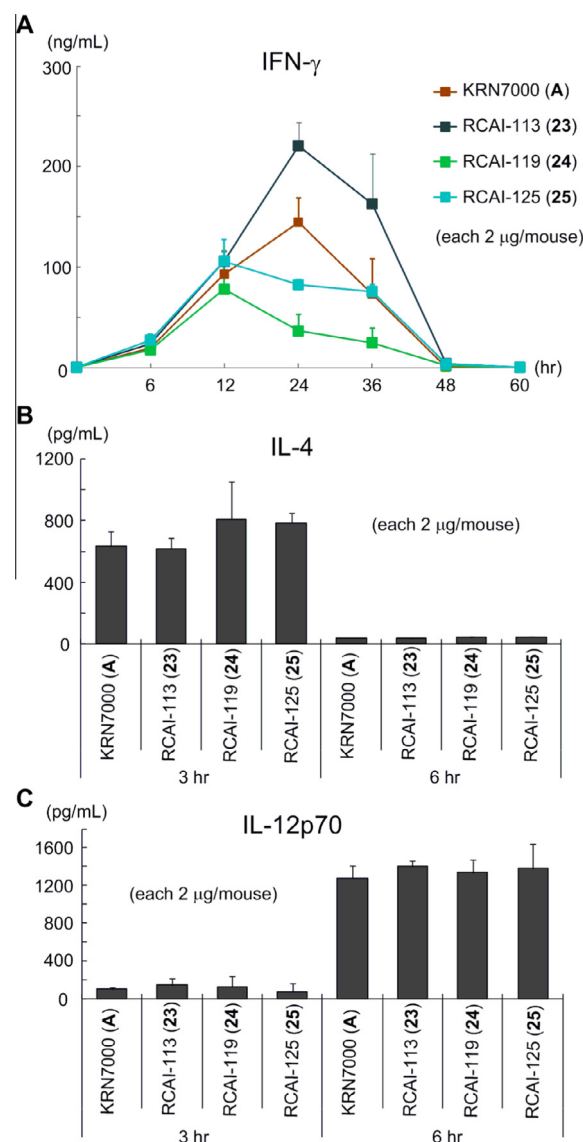 A
(ng/mL)
IFN-γ
300
200
100
0
6
12
24
36
48
60
(hr)
KRN7000 (A)
RCAI-113 (23)
RCAI-119 (24)
RCAI-125 (25)
(each 2 μg/mouse)
B
(pg/mL)
IL-4
1200
800
400
0
(each 2 μg/mouse)
KRN7000 (A)
RCAI-113 (23)
RCAI-119 (24)
RCAI-125 (25)
KRN7000 (A)
RCAI-113 (23)
RCAI-119 (24)
RCAI-125 (25)
3 hr
6 hr
C
(pg/mL)
IL-12p70
1600
1200
800
400
0
(each 2 μg/mouse)
KRN7000 (A)
RCAI-113 (23)
RCAI-119 (24)
RCAI-125 (25)
KRN7000 (A)
RCAI-113 (23)
RCAI-119 (24)
RCAI-125 (25)
3 hr
6 hr